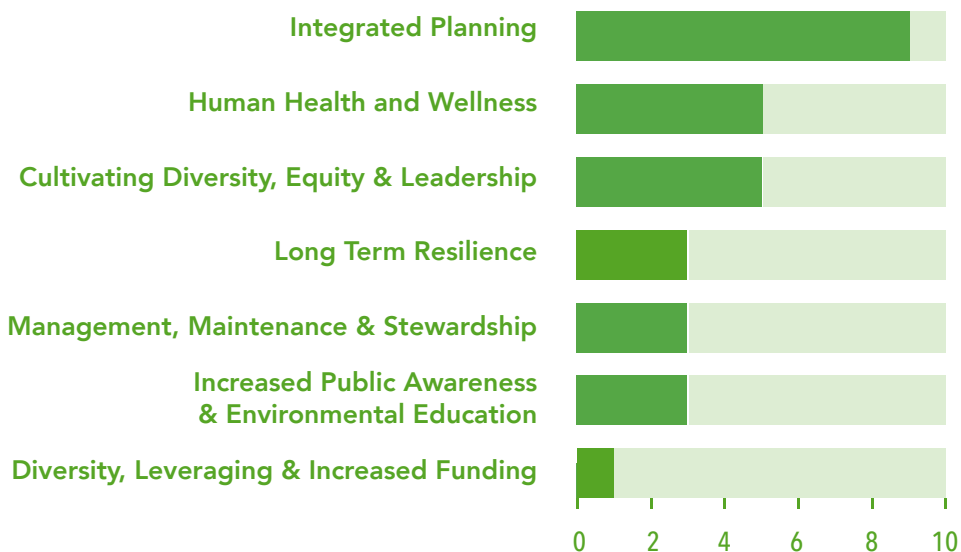 Integrated Planning
Human Health and Wellness
Cultivating Diversity, Equity & Leadership
Long Term Resilience
Management, Maintenance & Stewardship
Increased Public Awareness
& Environmental Education
Diversity, Leveraging & Increased Funding
0 2 4 6 8 10